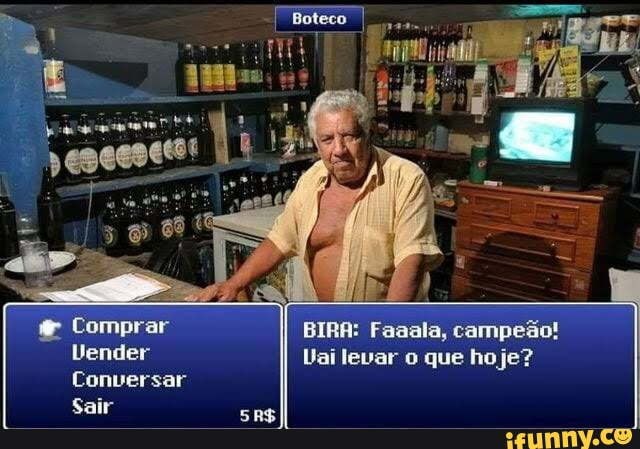 Boteco
Comprar
Vender
Conversar
Sair
5 R$
BIRA: Faaala, campeão!
Vai levar o que hoje?
ifunny.co